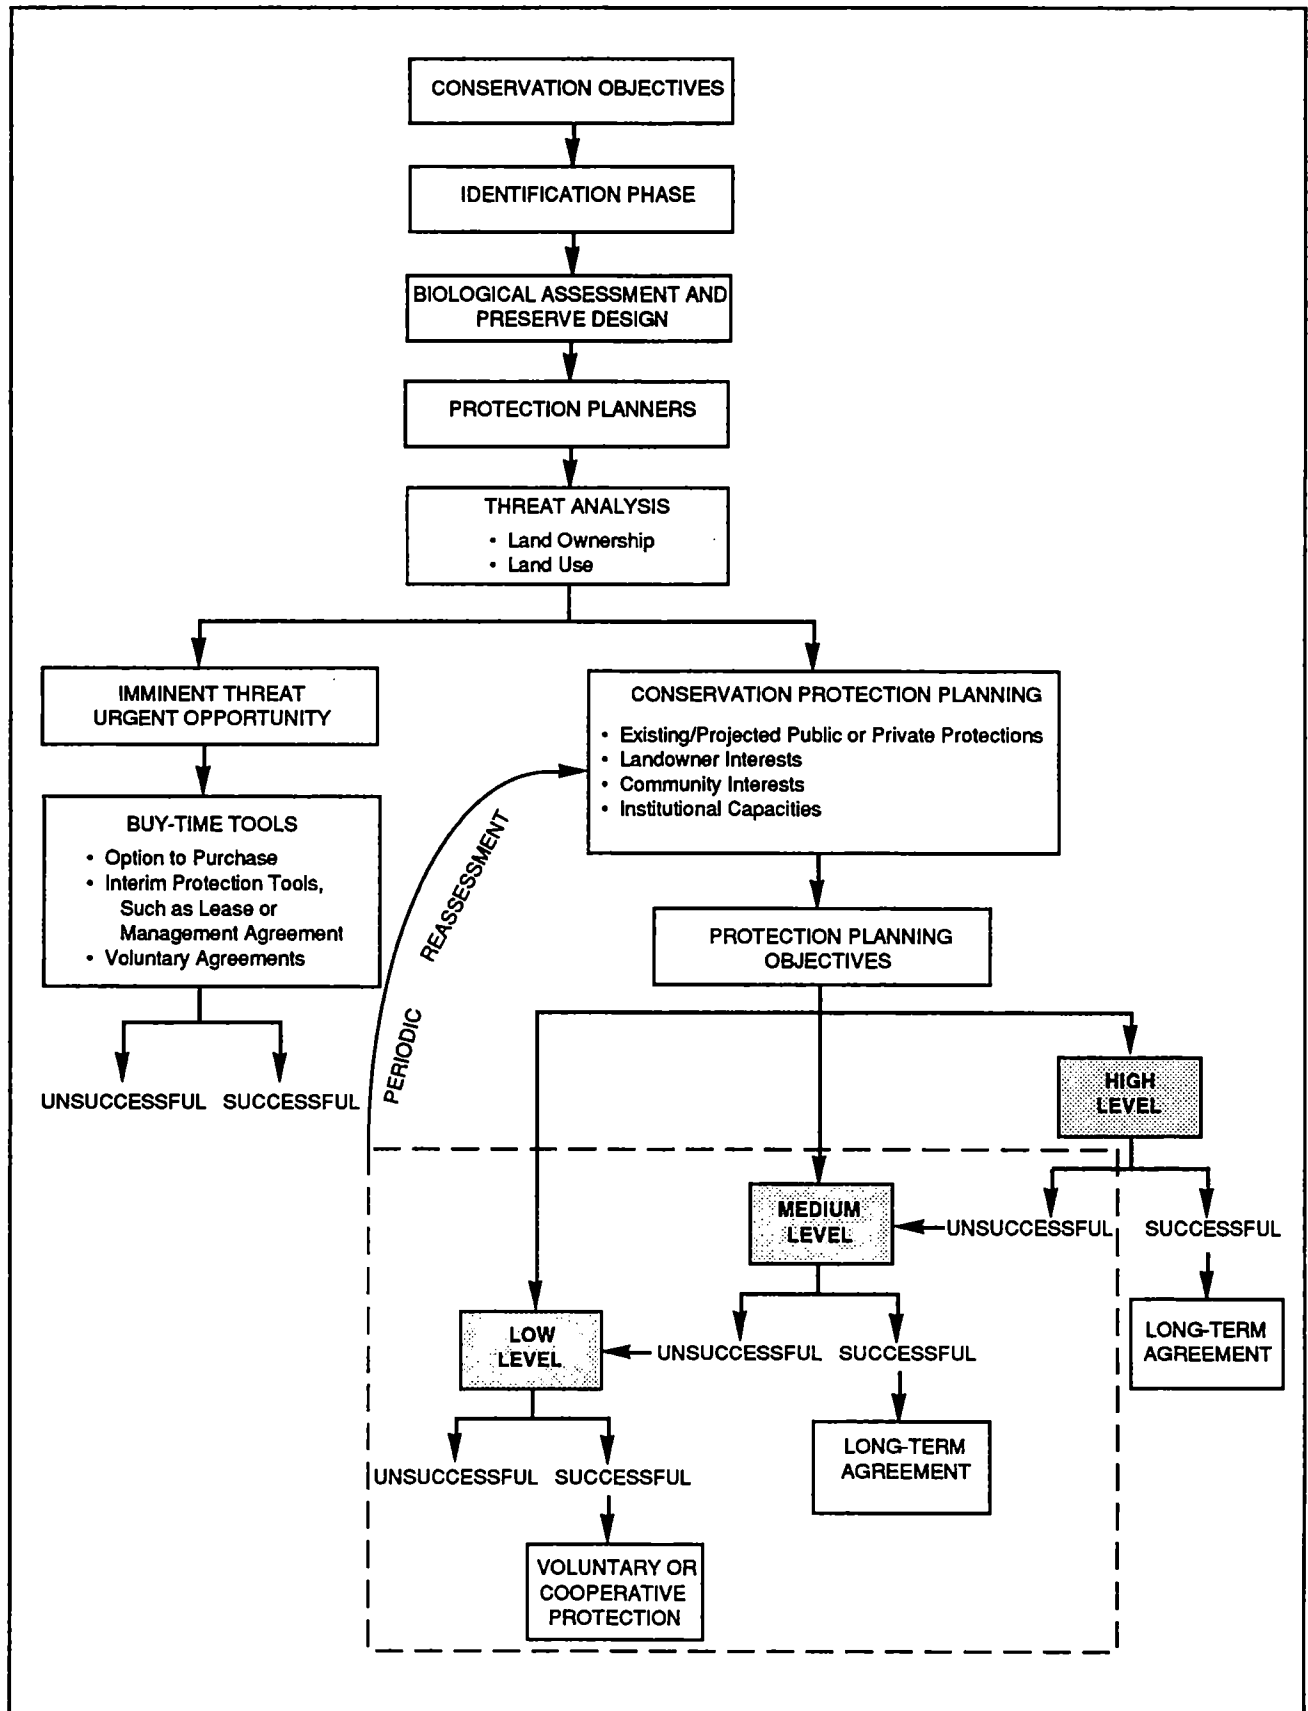 CONSERVATION OBJECTIVES
IDENTIFICATION PHASE
BIOLOGICAL ASSESSMENT AND
PRESERVE DESIGN
PROTECTION PLANNERS
THREAT ANALYSIS
• Land Ownership
• Land Use
IMMINENT THREAT
URGENT OPPORTUNITY
BUY-TIME TOOLS
• Option to Purchase
• Interim Protection Tools,
Such as Lease or
Management Agreement
• Voluntary Agreements
UNSUCCESSFUL SUCCESSFUL
CONSERVATION PROTECTION PLANNING
• Existing/Projected Public or Private Protections
• Landowner Interests
• Community Interests
• Institutional Capacities
PERIODIC REASSESSMENT
PROTECTION PLANNING
OBJECTIVES
HIGH
LEVEL
UNSUCCESSFUL SUCCESSFUL
LONG-TERM
AGREEMENT
MEDIUM
LEVEL
UNSUCCESSFUL SUCCESSFUL
LONG-TERM
AGREEMENT
LOW
LEVEL
UNSUCCESSFUL SUCCESSFUL
VOLUNTARY OR
COOPERATIVE
PROTECTION